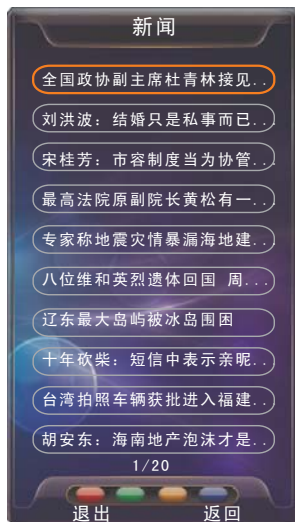 新闻
全国政协副主席杜青林接见..
刘洪波：结婚只是私事而已..
宋桂芳：市容制度当为协管...
最高法院原副院长黄松有一...
专家称地震灾情暴漏海地建...
八位维和英烈遗体回国 周...
辽东最大岛屿被冰岛围困
十年砍柴：短信中表示亲昵..
台湾拍照车辆获批进入福建..
胡安东：海南地产泡沫才是..
1/20
退出 返回